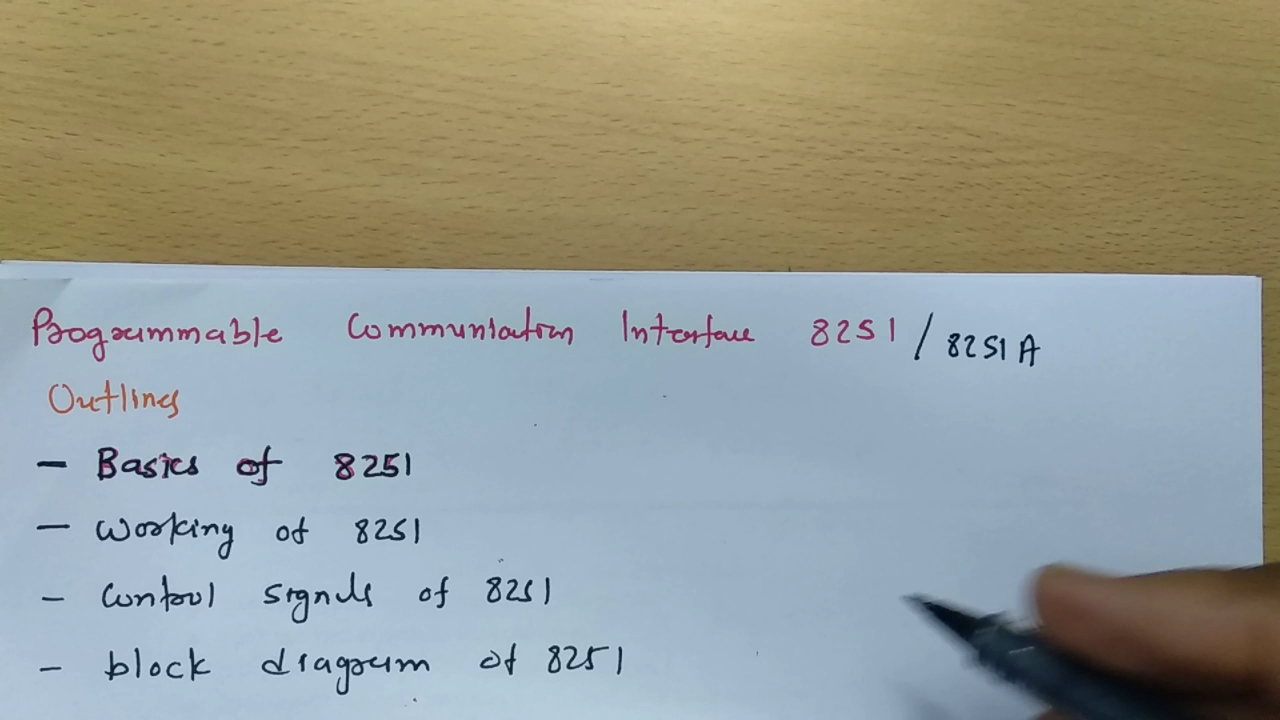 Programmable Communication Interface 8251 / 8251A
Outlines
- Basics of 8251
- Working of 8251
- Control signals of 8251
- block diagram of 8251